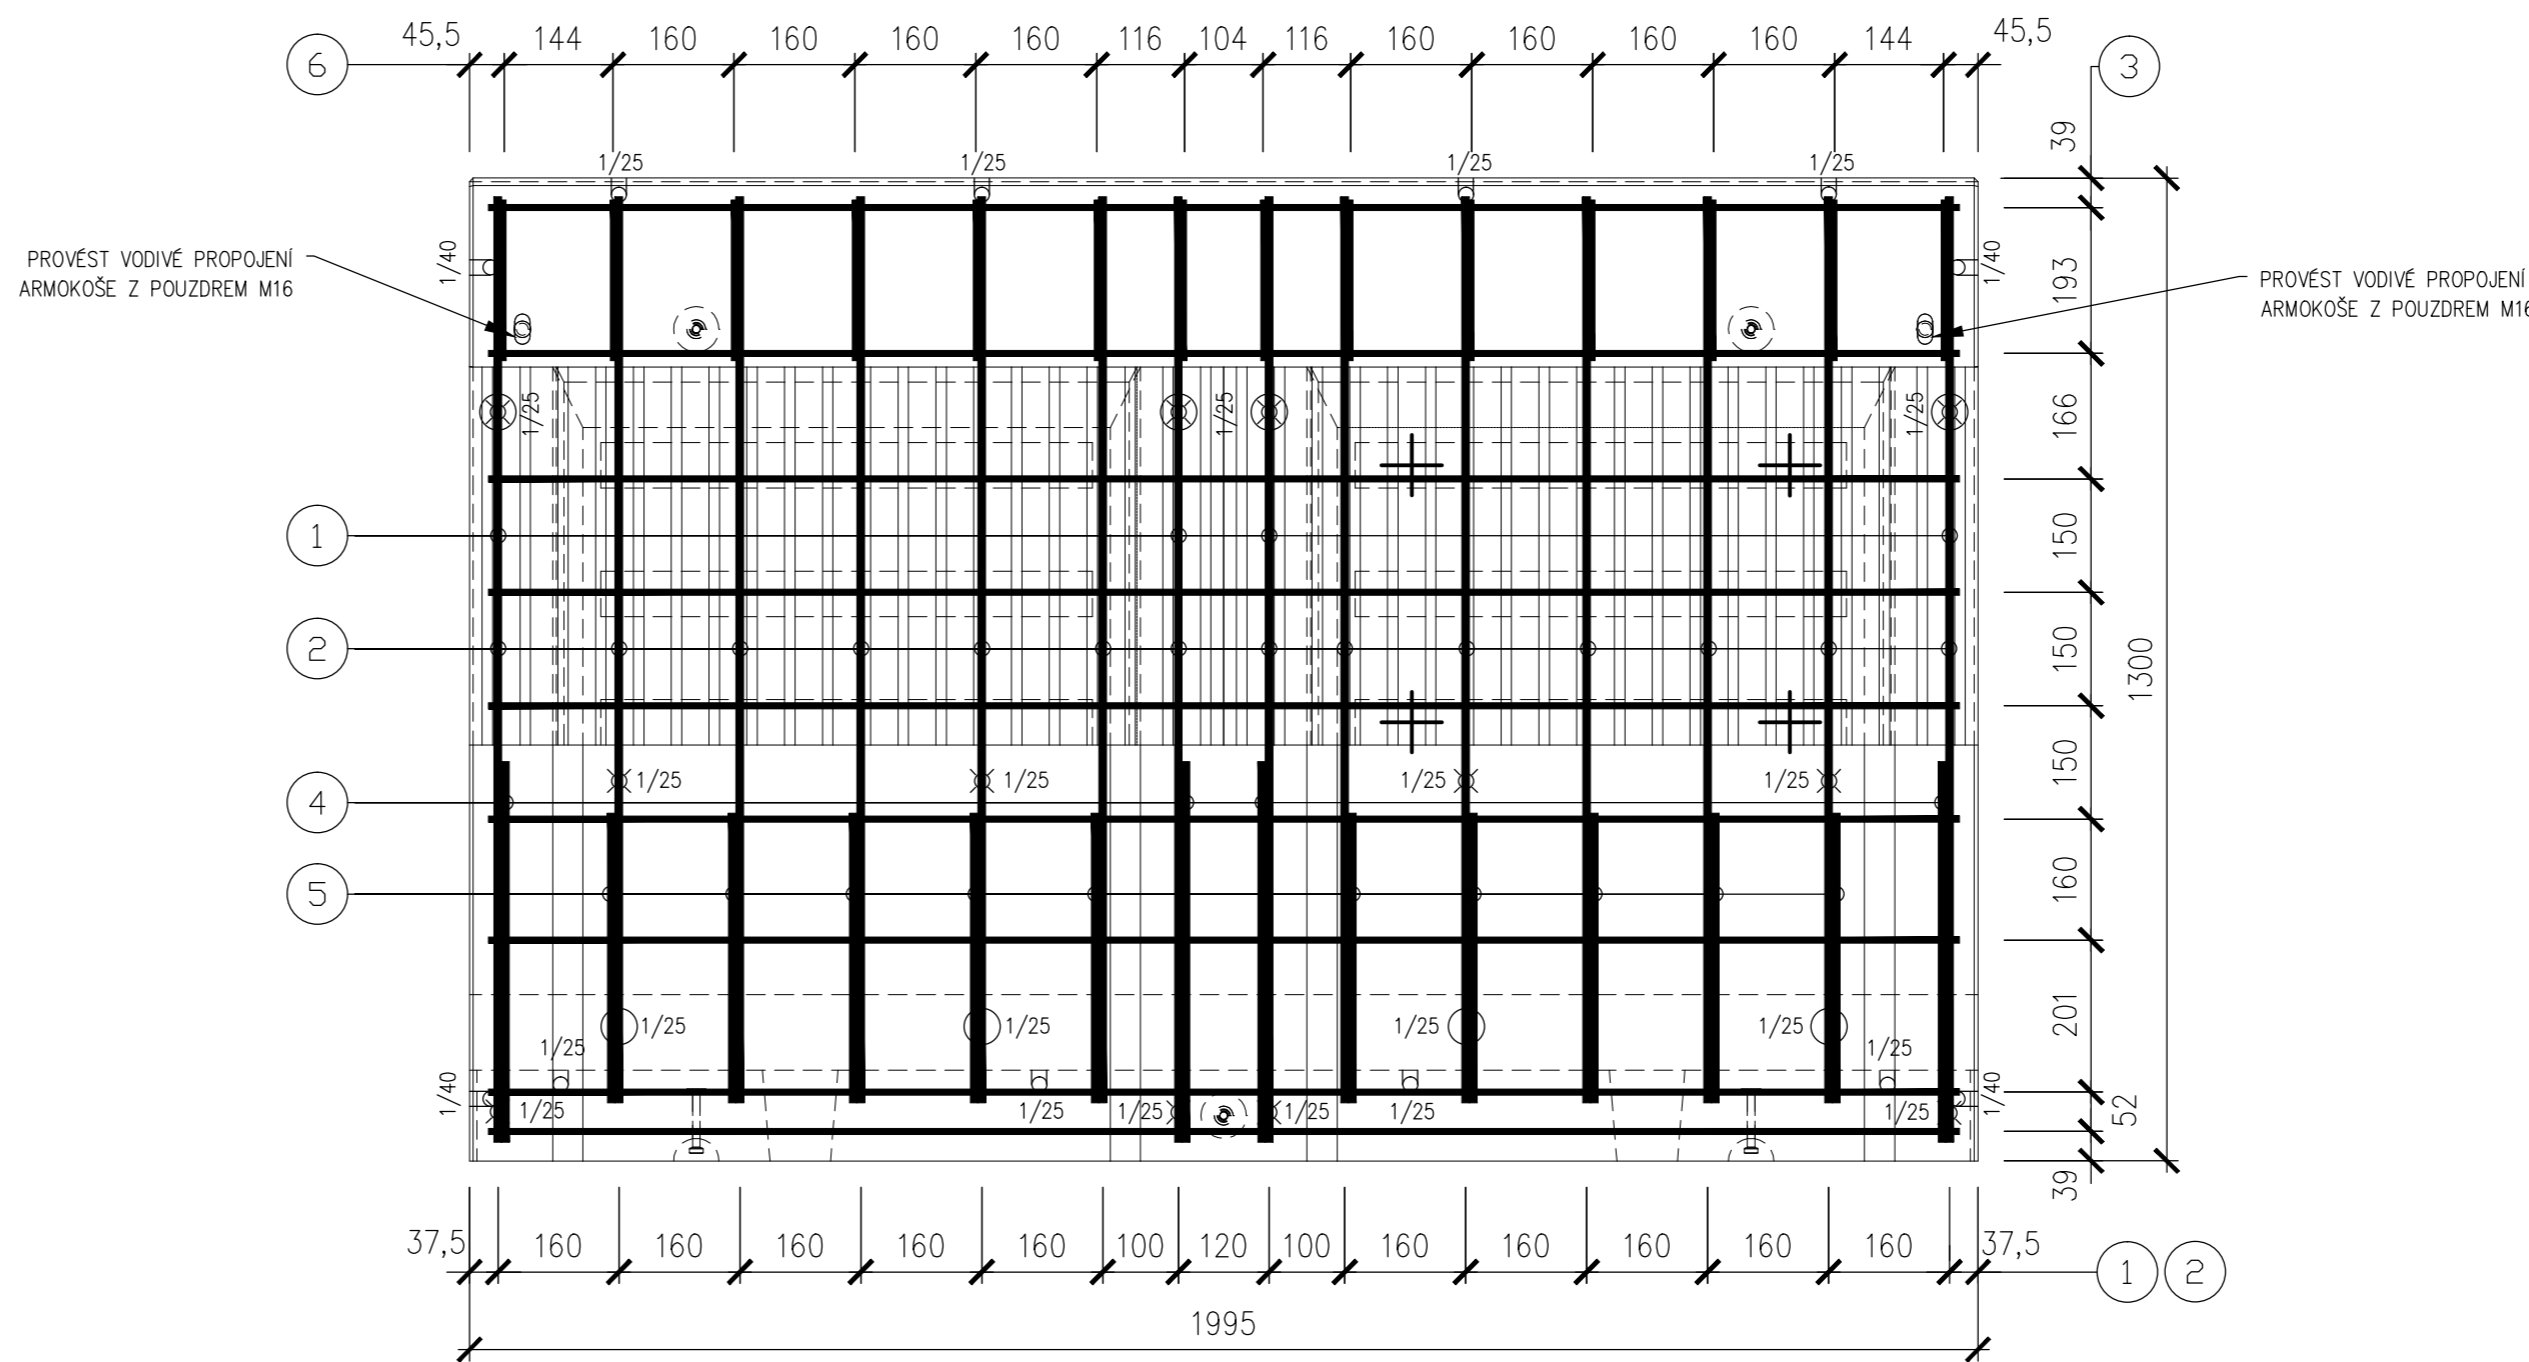 45,5 144 160 160 160 160 116 104 116 160 160 160 160 144 45,5
6
3
39
1/25 1/25 1/25 1/25
1/40
1/40
PROVÉST VODIVÉ PROPOJENÍ
ARMOKOŠE Z POUZDREM M16
PROVÉST VODIVÉ PROPOJENÍ
ARMOKOŠE Z POUZDREM M16
193
1/25 1/25 1/25
166
1
150
2
150
1300
1/25 1/25 1/25 1/25
150
4
5
160
201
1/25 1/25 1/25 1/25
1/25 1/25
1/40
1/40
1/25 1/25 1/25 1/25 1/25 1/25
52
39
37,5 160 160 160 160 160 100 120 100 160 160 160 160 160 37,5
1 2
1995